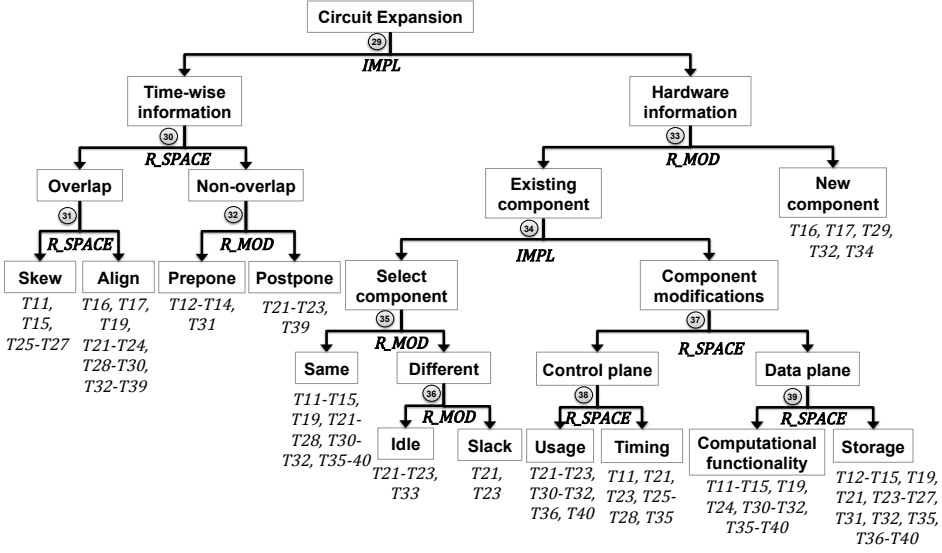 Circuit Expansion
29
IMPL
Time-wise
information
Hardware
information
30
R_SPACE
33
R_MOD
Overlap
Non-overlap
Existing
component
New
component
T16, T17, T29,
T32, T34
31
R_SPACE
32
R_MOD
34
IMPL
Skew
T11,
T15,
T25-T27
Align
T16, T17,
T19,
T21-T24,
T28-T30,
T32-T39
Prepone
T12-T14,
T31
Postpone
T21-T23,
T39
Select
component
Component
modifications
35
R_MOD
37
R_SPACE
Same
T11-T15,
T19, T21-
T28, T30-
T32, T35-40
Different
Control plane
Data plane
36
R_MOD
38
R_SPACE
39
R_SPACE
Idle
T21-T23,
T33
Slack
T21,
T23
Usage
T21-T23,
T30-T32,
T36, T40
Timing
T11, T21,
T23, T25-
T28, T35
Computational
functionality
T11-T15, T19,
T24, T30-T32,
T35-T40
Storage
T12-T15, T19,
T21, T23-T27,
T31, T32, T35,
T36-T40